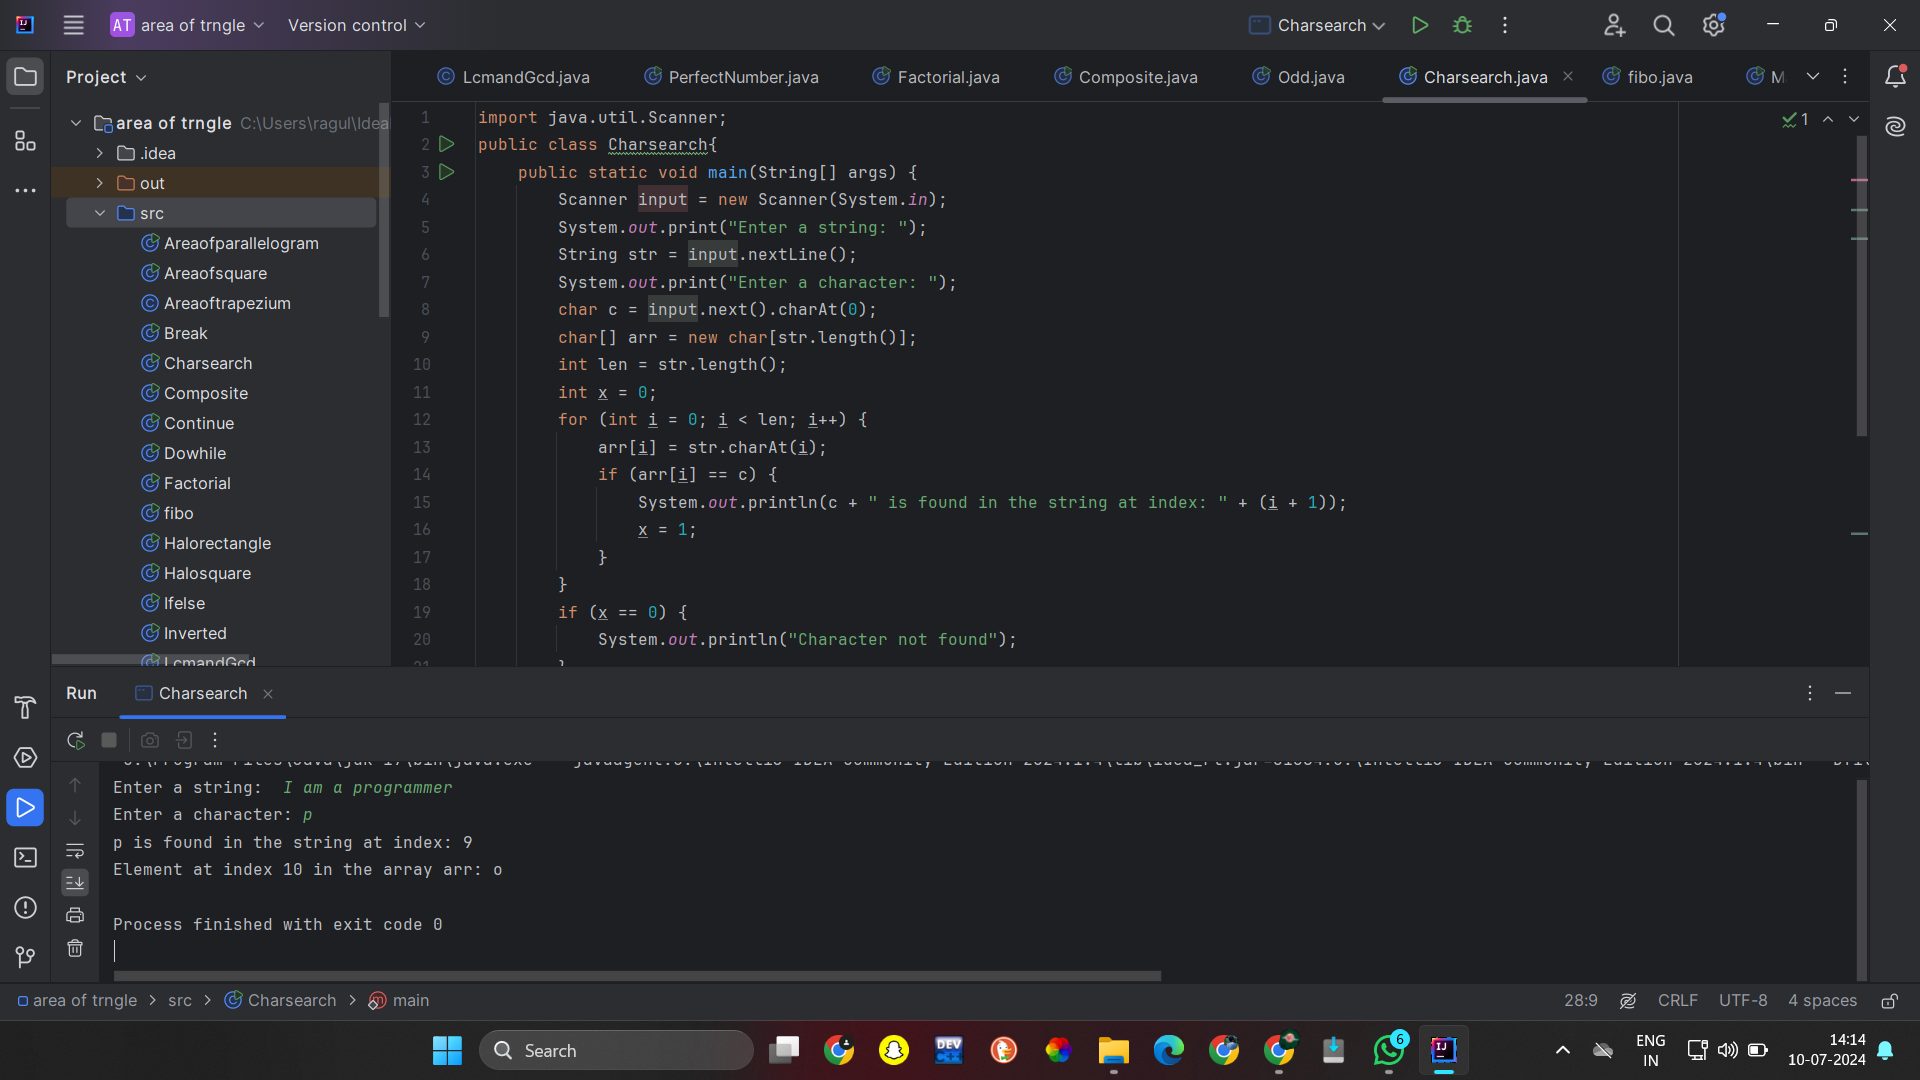 AT area of trngle Version control Charsearch
Project
LcmandGcd.java PerfectNumber.java Factorial.java Composite.java Odd.java Charsearch.java fibo.java M
area of trngle C:\Users\ragul\Idea
.idea
out
src
Areaofparallelogram
Areaofsquare
Areaoftrapezium
Break
Charsearch
Composite
Continue
Dowhile
Factorial
fibo
Halorectangle
Halosquare
Ifelse
Inverted
LcmandGcd
1 import java.util.Scanner;
2 public class Charsearch{
3 public static void main(String[] args) {
4 Scanner input = new Scanner(System.in);
5 System.out.print("Enter a string: ");
6 String str = input.nextLine();
7 System.out.print("Enter a character: ");
8 char c = input.next().charAt(0);
9 char[] arr = new char[str.length()];
10 int len = str.length();
11 int x = 0;
12 for (int i = 0; i < len; i++) {
13 arr[i] = str.charAt(i);
14 if (arr[i] == c) {
15 System.out.println(c + " is found in the string at index: " + (i + 1));
16 x = 1;
17 }
18 }
19 if (x == 0) {
20 System.out.println("Character not found");
21 }
1
Run Charsearch
Enter a string: I am a programmer
Enter a character: p
p is found in the string at index: 9
Element at index 10 in the array arr: o
Process finished with exit code 0
area of trngle > src > Charsearch > main 28:9 CRLF UTF-8 4 spaces
Search
DEV C++
6
ENG
IN
14:14
10-07-2024